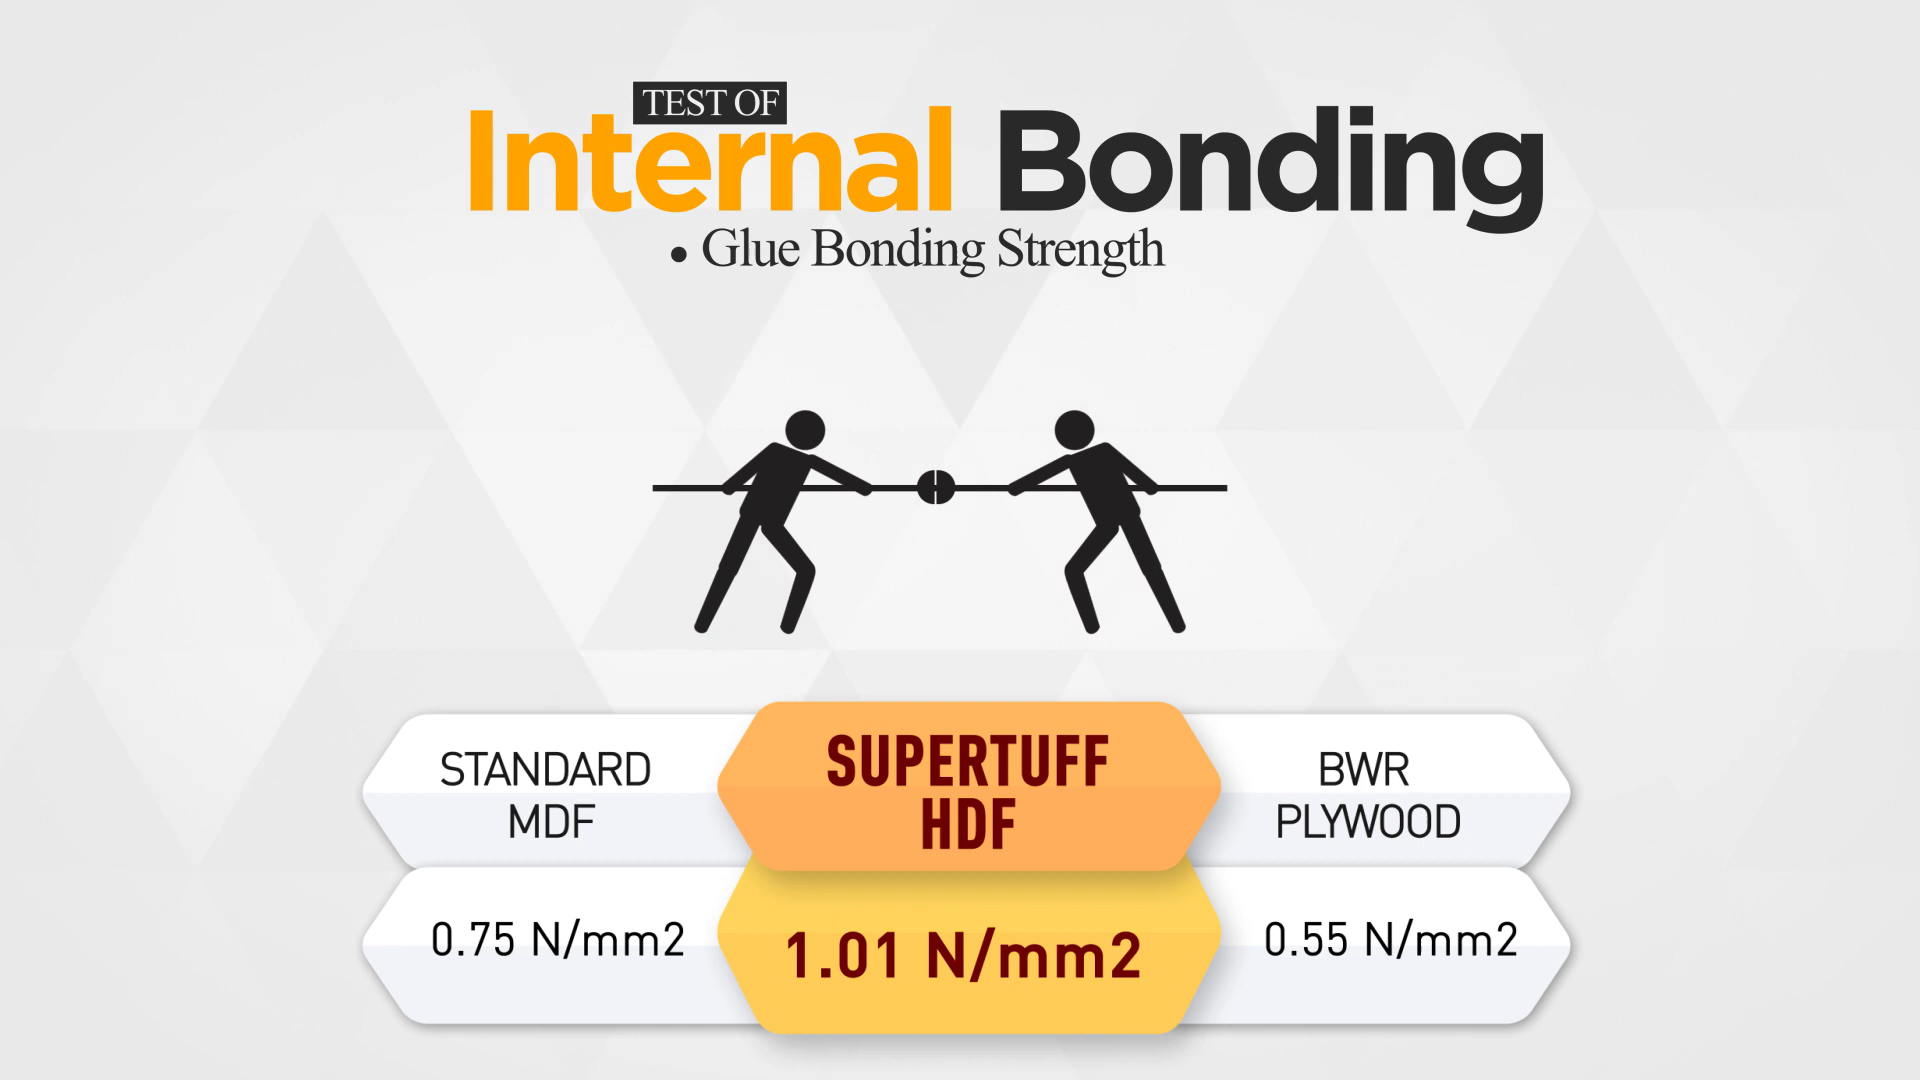 TEST OF
Internal Bonding
• Glue Bonding Strength
STANDARD
MDF
SUPERTUFF
HDF
BWR
PLYWOOD
0.75 N/mm2
1.01 N/mm2
0.55 N/mm2